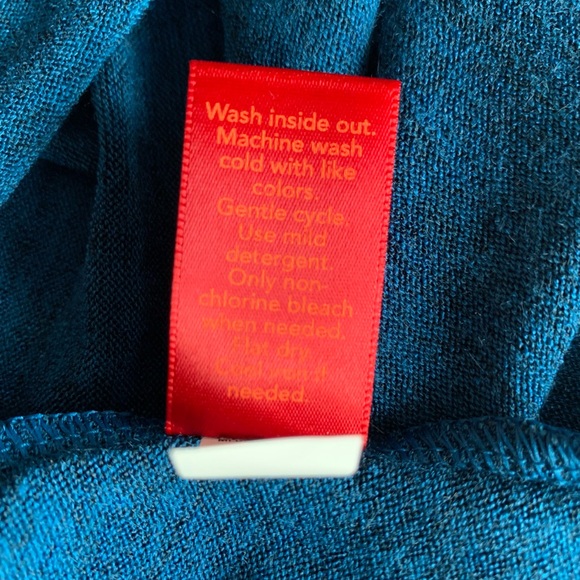 Wash inside out.
Machine wash
cold with like
colors.
Gentle cycle.
Use mild
detergent.
Only non-
chlorine bleach
when needed.
Flat dry.
Cool iron if
needed.